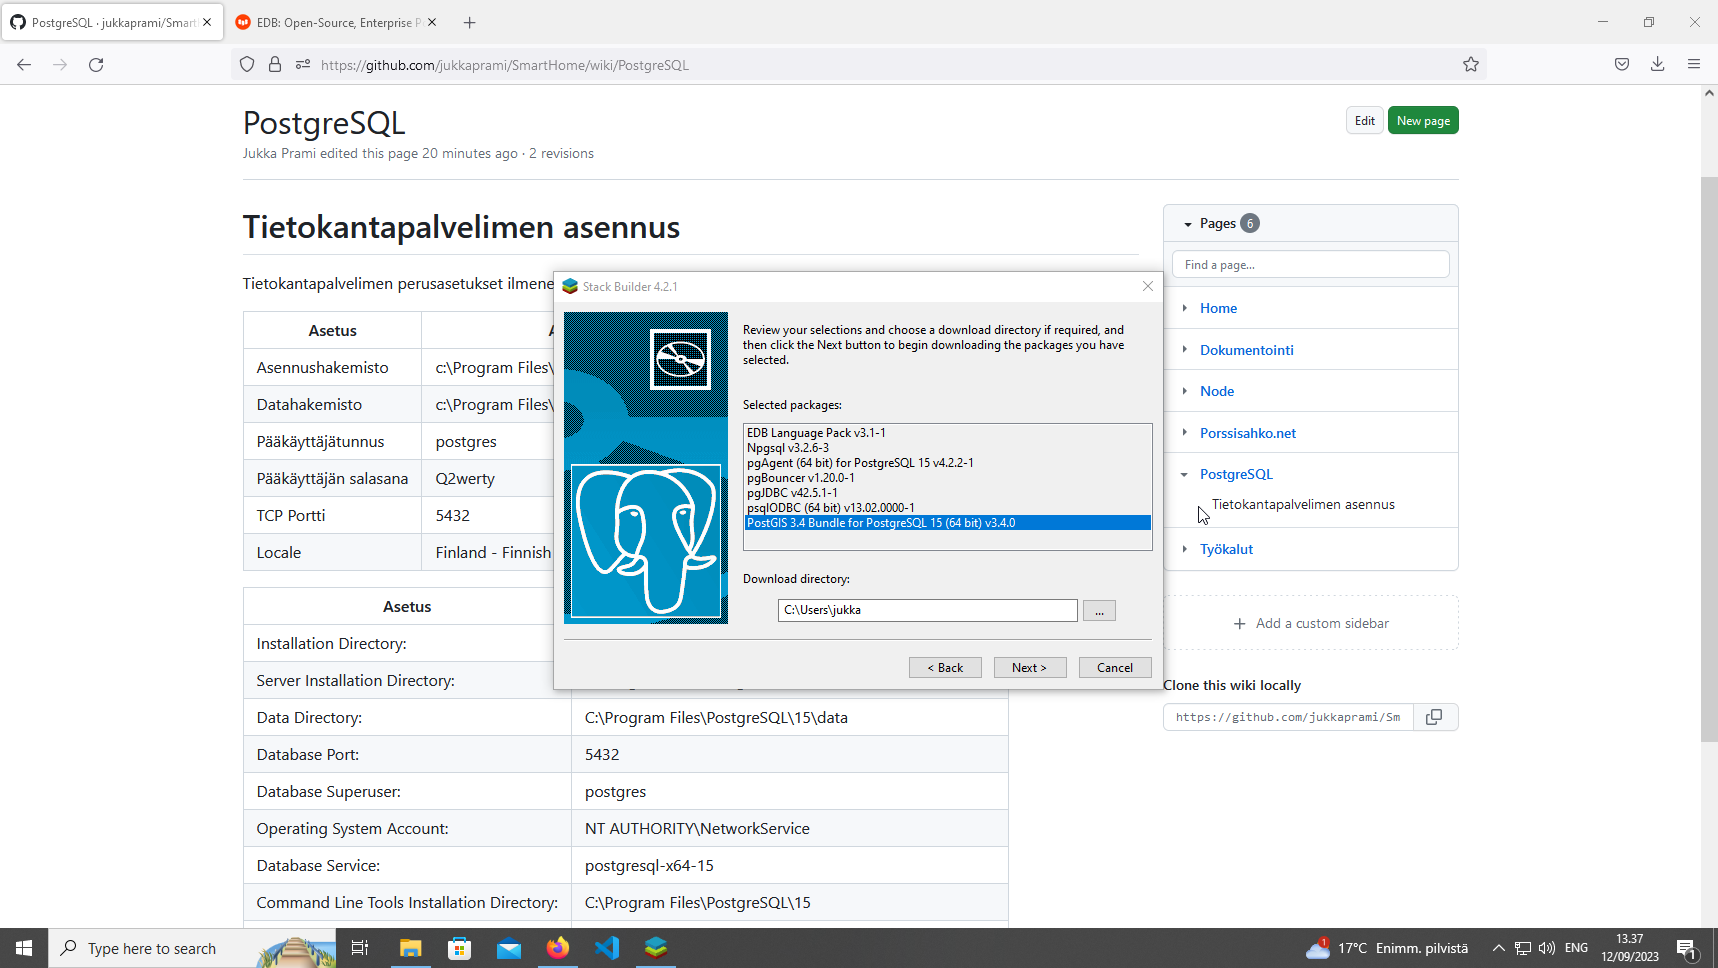 PostgreSQL · jukkaprami/Smart
EDB: Open-Source, Enterprise P
https://github.com/jukkaprami/SmartHome/wiki/PostgreSQL
PostgreSQL
Edit
New page
Jukka Prami edited this page 20 minutes ago · 2 revisions
Tietokantapalvelimen asennus
Tietokantapalvelimen perusasetukset ilmene
Asetus
Asennushakemisto
c:\Program Files\
Datahakemisto
c:\Program Files\
Pääkäyttäjätunnus
postgres
Pääkäyttäjän salasana
Q2werty
TCP Portti
5432
Locale
Finland - Finnish
Asetus
Installation Directory:
Server Installation Directory:
Data Directory:
C:\Program Files\PostgreSQL\15\data
Database Port:
5432
Database Superuser:
postgres
Operating System Account:
NT AUTHORITY\NetworkService
Database Service:
postgresql-x64-15
Command Line Tools Installation Directory:
C:\Program Files\PostgreSQL\15
Stack Builder 4.2.1
Review your selections and choose a download directory if required, and
then click the Next button to begin downloading the packages you have
selected.
Selected packages:
EDB Language Pack v3.1-1
Npgsql v3.2.6-3
pgAgent (64 bit) for PostgreSQL 15 v4.2.2-1
pgBouncer v1.20.0-1
pgJDBC v42.5.1-1
psqlODBC (64 bit) v13.02.0000-1
PostGIS 3.4 Bundle for PostgreSQL 15 (64 bit) v3.4.0
Download directory:
C:\Users\jukka
...
< Back
Next >
Cancel
Pages 6
Find a page...
Home
Dokumentointi
Node
Porssisahko.net
PostgreSQL
Tietokantapalvelimen asennus
Työkalut
Add a custom sidebar
Clone this wiki locally
https://github.com/jukkaprami/Sm
Type here to search
1
17°C Enimm. pilvistä
ENG
13.37
12/09/2023
1